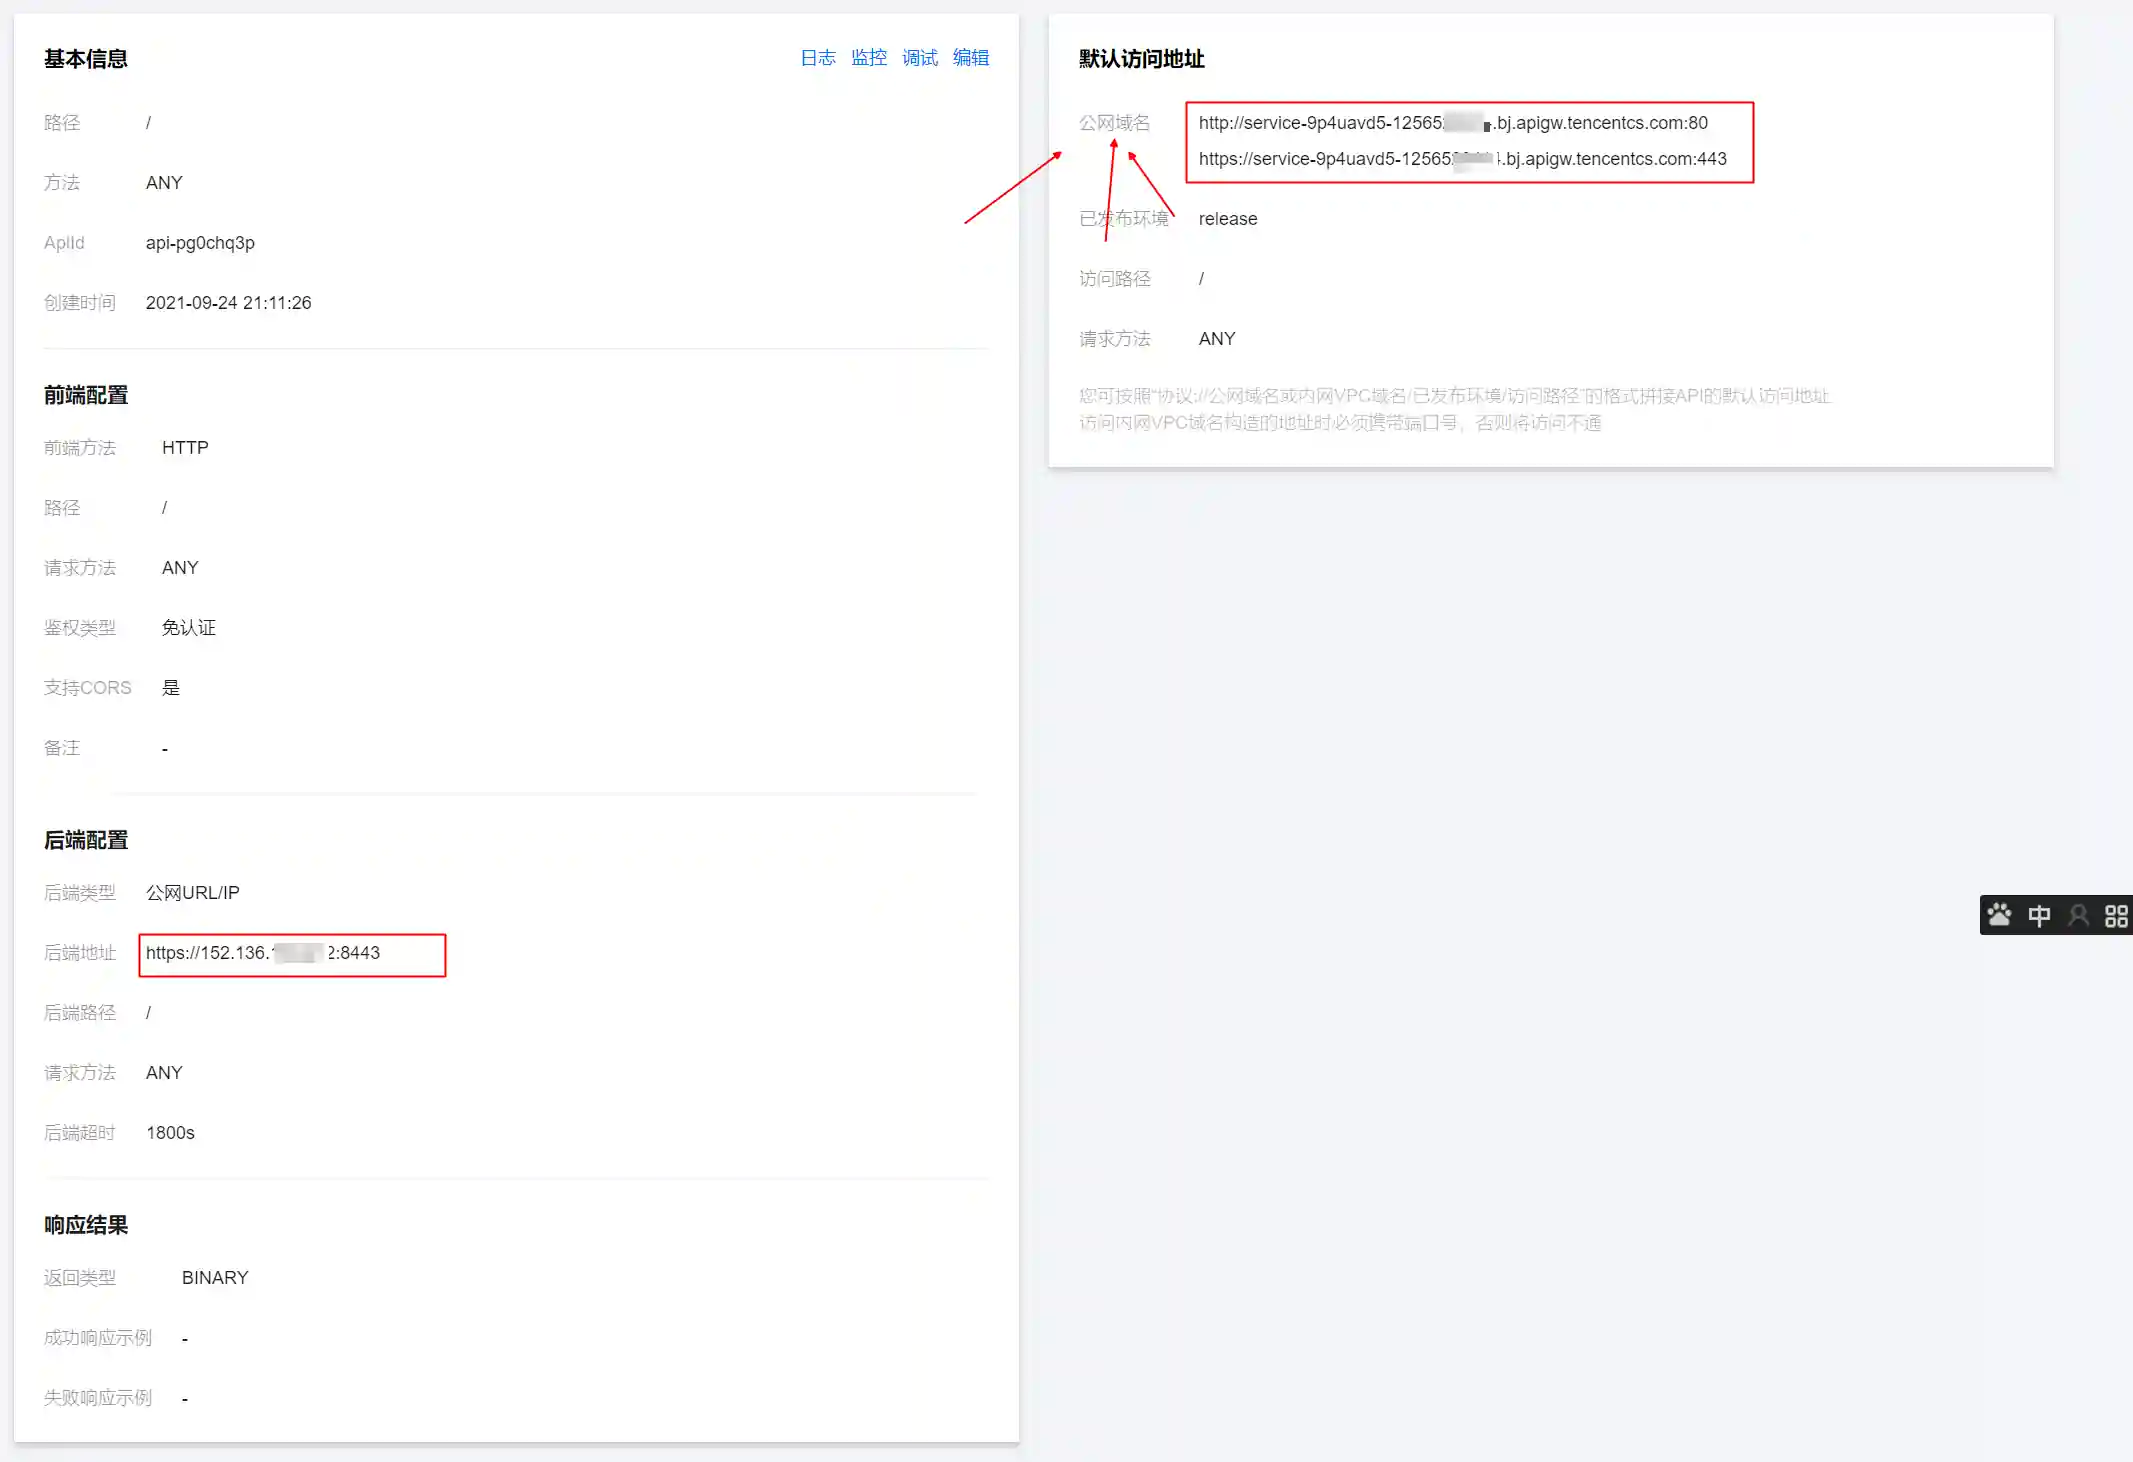 基本信息
日志 监控 调试 编辑
路径 /
方法 ANY
ApiId api-pg0chq3p
创建时间 2021-09-24 21:11:26
前端配置
前端方法 HTTP
路径 /
请求方法 ANY
鉴权类型 免认证
支持CORS 是
备注 -
后端配置
后端类型 公网URL/IP
后端地址 https://152.136. 2:8443
后端路径 /
请求方法 ANY
后端超时 1800s
响应结果
返回类型 BINARY
成功响应示例 -
失败响应示例 -
默认访问地址
公网域名 http://service-9p4uavd5-12565 .bj.apigw.tencentcs.com:80
https://service-9p4uavd5-12565 .bj.apigw.tencentcs.com:443
已发布环境 release
访问路径 /
请求方法 ANY
您可按照“协议://公网域名或内网VPC域名/已发布环境/访问路径”的格式拼接API的默认访问地址
访问内网VPC域名构造的地址时必须携带端口号，否则将访问不通
中